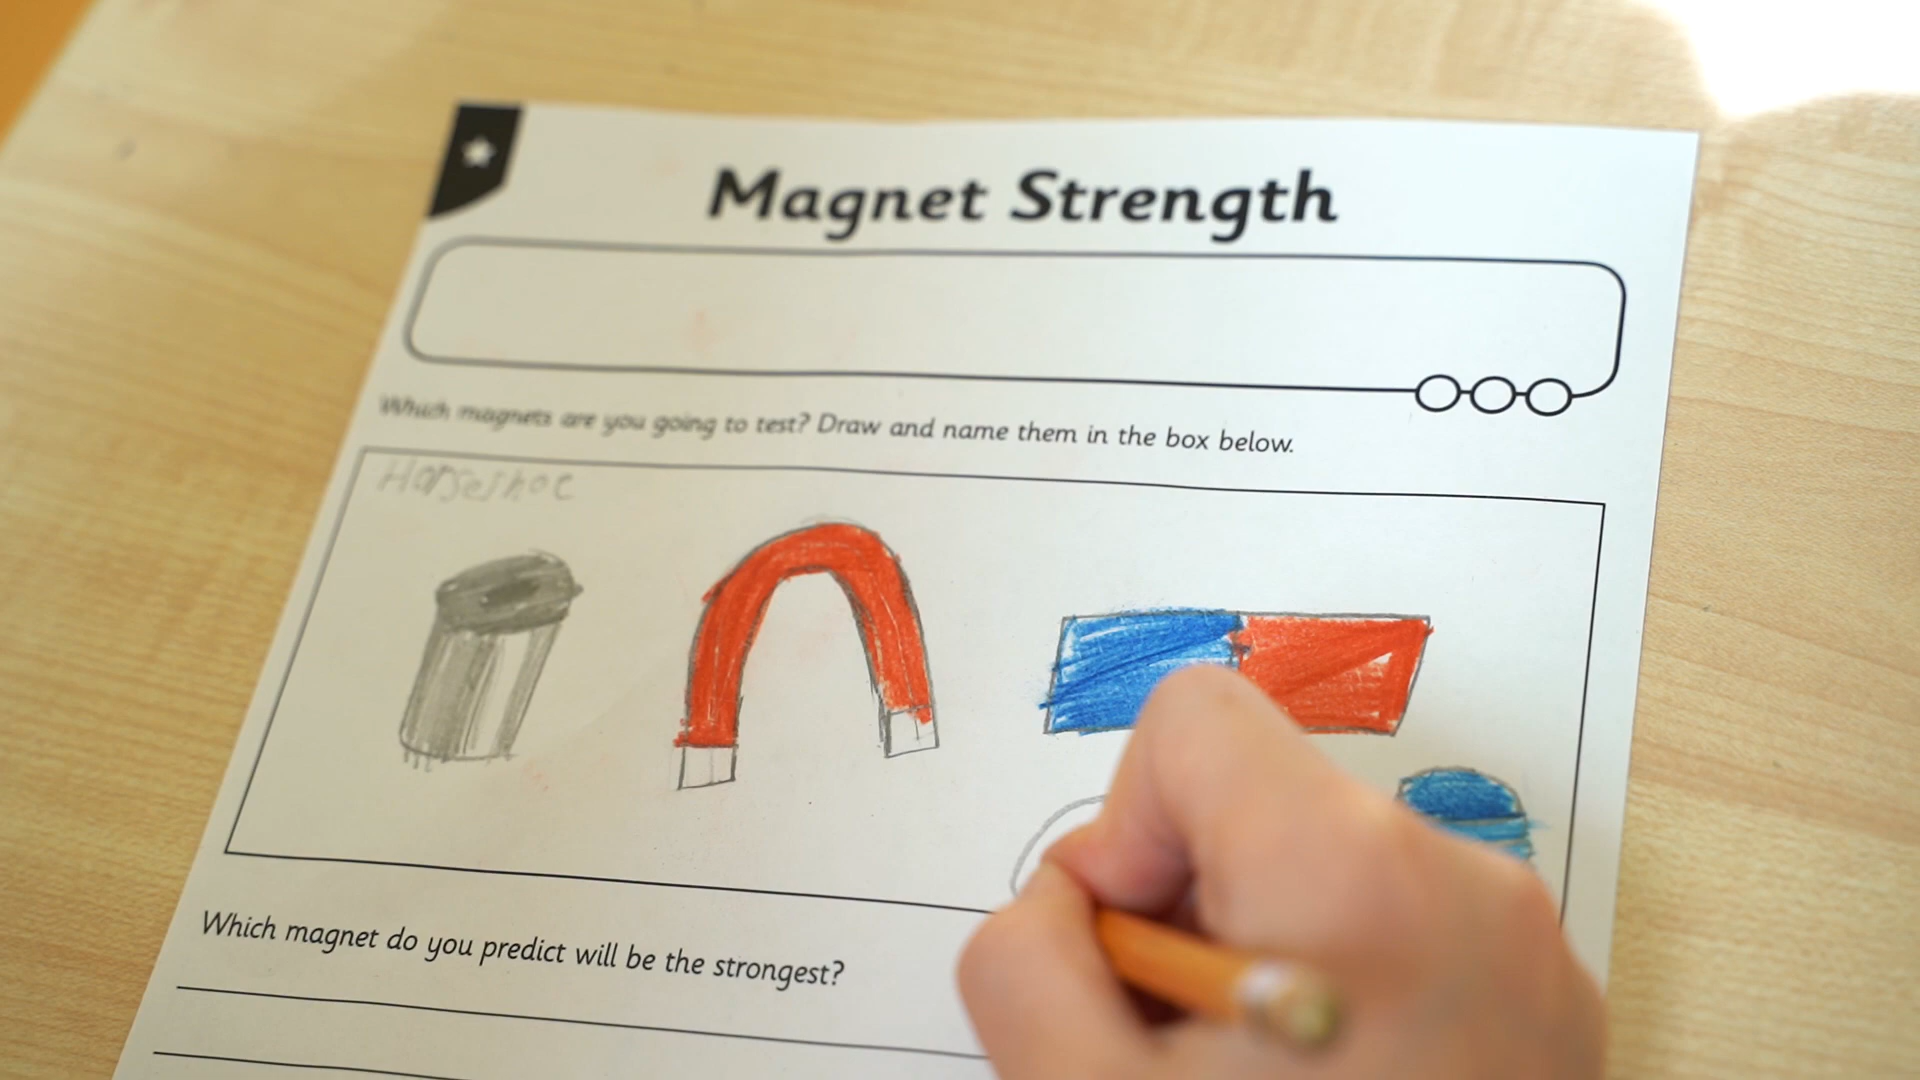 Magnet Strength
Which magnets are you going to test? Draw and name them in the box below.
Horseshoe
Which magnet do you predict will be the strongest?